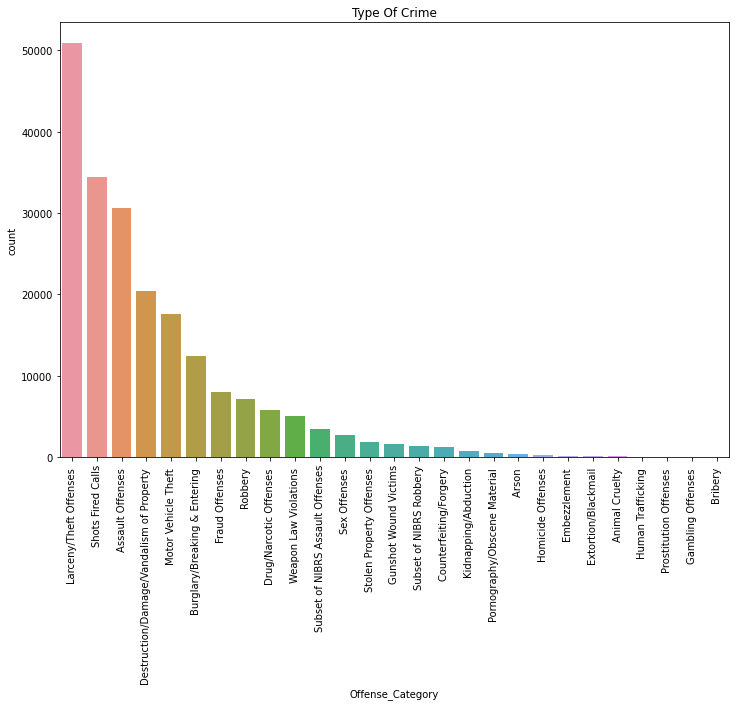 Type Of Crime
count
50000
40000
30000
20000
10000
0
Larceny/Theft Offenses
Shots Fired Calls
Assault Offenses
Destruction/Damage/Vandalism of Property
Motor Vehicle Theft
Burglary/Breaking & Entering
Fraud Offenses
Robbery
Drug/Narcotic Offenses
Weapon Law Violations
Subset of NIBRS Assault Offenses
Sex Offenses
Stolen Property Offenses
Gunshot Wound Victims
Subset of NIBRS Robbery
Counterfeiting/Forgery
Kidnapping/Abduction
Pornography/Obscene Material
Arson
Homicide Offenses
Embezzlement
Extortion/Blackmail
Animal Cruelty
Human Trafficking
Prostitution Offenses
Gambling Offenses
Bribery
Offense_Category